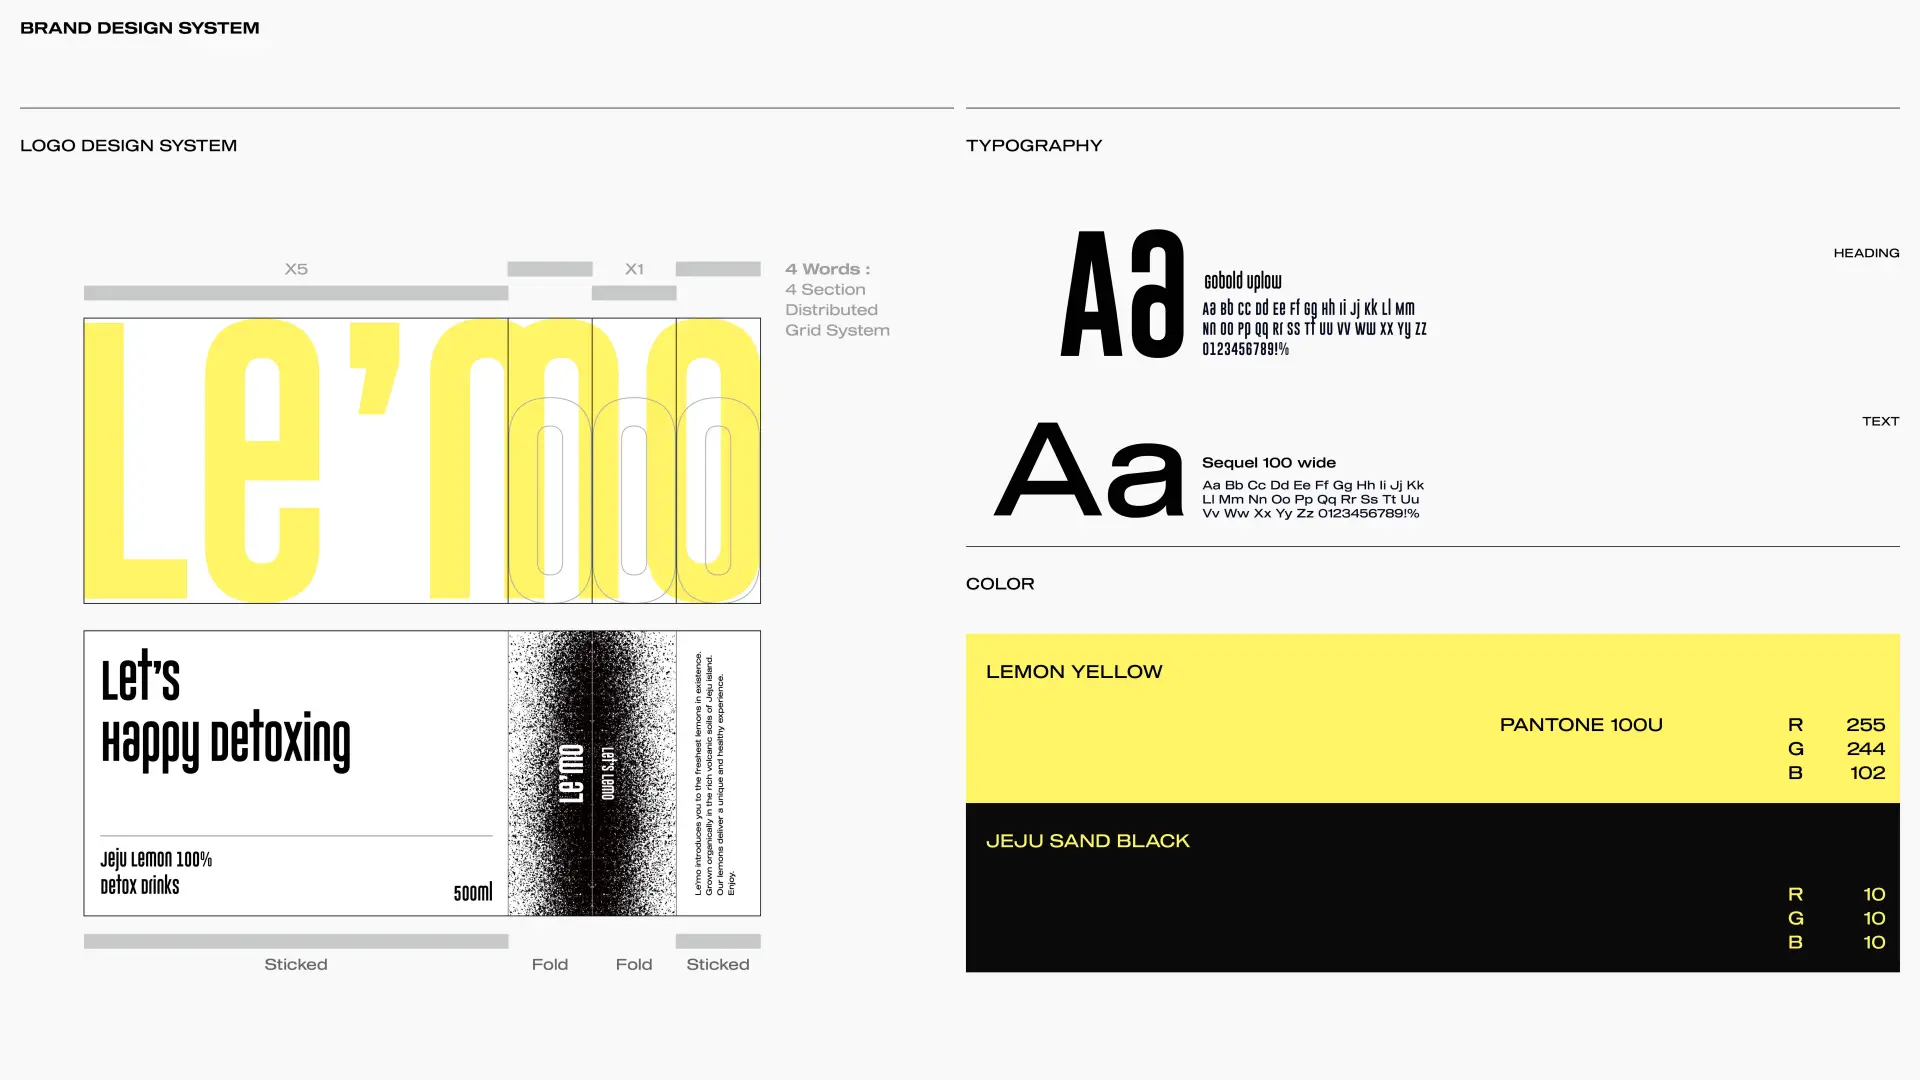 BRAND DESIGN SYSTEM
LOGO DESIGN SYSTEM
X5
X1
4 Words :
4 Section
Distributed
Grid System
Le'mo
Let's
Happy Detoxing
Jeju Lemon 100%
Detox Drinks
500ml
Le'mo
Let's Lemo
Le'mo introduces you to the freshest lemons in existence.
Grown organically in the rich volcanic soils of Jeju island.
Our lemons deliver a unique and healthy experience.
Enjoy.
Sticked
Fold
Fold
Sticked
TYPOGRAPHY
HEADING
Aa
Gobold Uplow
Aa Bb Cc Dd Ee Ff Gg Hh Ii Jj Kk Ll Mm
Nn Oo Pp Qq Rr Ss Tt Uu Vv Ww Xx Yy Zz
0123456789!%
TEXT
Aa
Sequel 100 wide
Aa Bb Cc Dd Ee Ff Gg Hh Ii Jj Kk
Ll Mm Nn Oo Pp Qq Rr Ss Tt Uu
Vv Ww Xx Yy Zz 0123456789!%
COLOR
LEMON YELLOW
PANTONE 100U
R 255
G 244
B 102
JEJU SAND BLACK
R 10
G 10
B 10